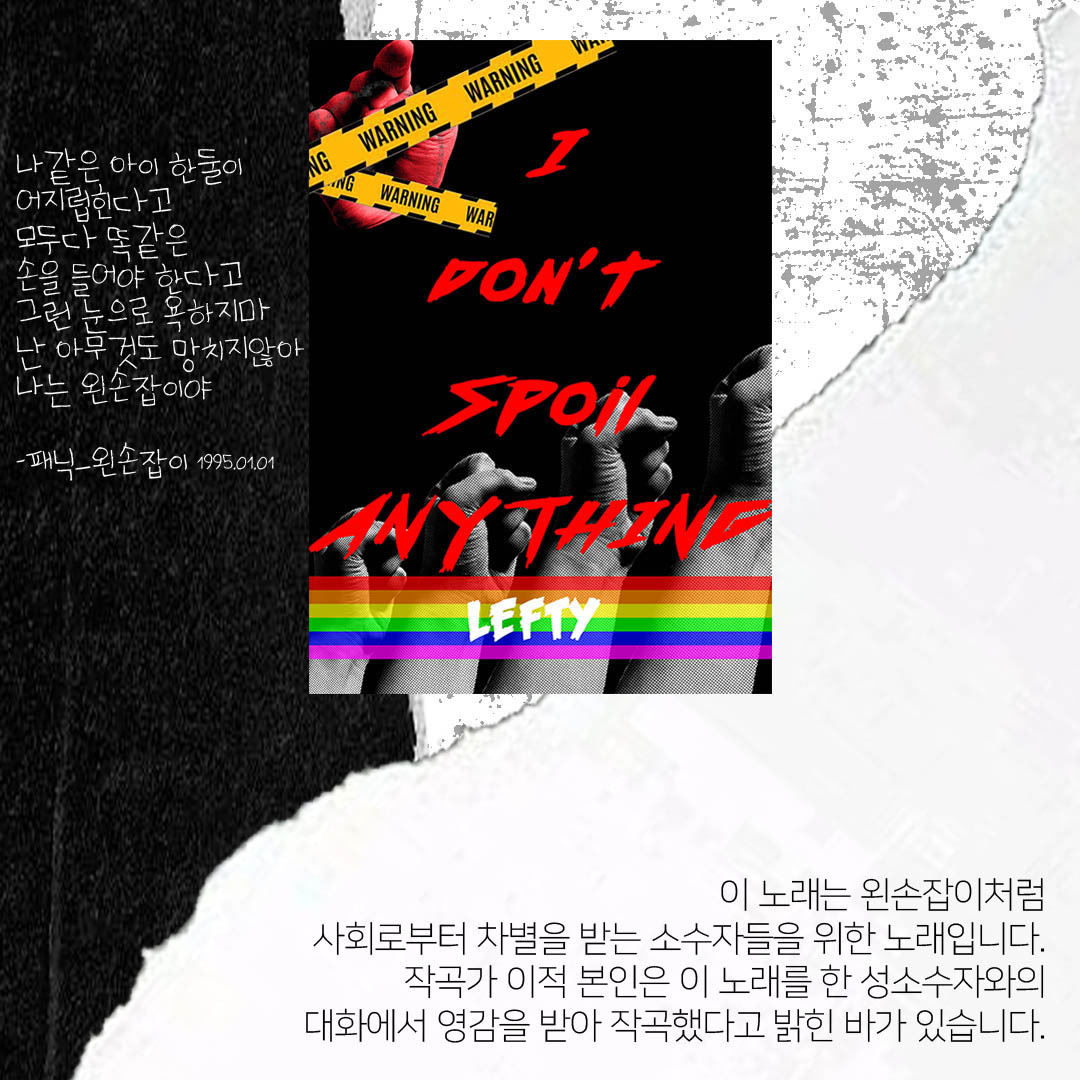 나같은 아이 한둘이
어지럽힌다고
모두다 똑같은
손을 들어야 한다고
그런 눈으로 욕하지마
난 아무것도 망치지않아
나는 왼손잡이야
-패닉_왼손잡이 1995.01.01
WARNING WARNING WAR
NG WARNING WAR
I
DON'T
SPOil
ANYTHING
LEFTY
이 노래는 왼손잡이처럼
사회로부터 차별을 받는 소수자들을 위한 노래입니다.
작곡가 이적 본인은 이 노래를 한 성소수자와의
대화에서 영감을 받아 작곡했다고 밝힌 바가 있습니다.